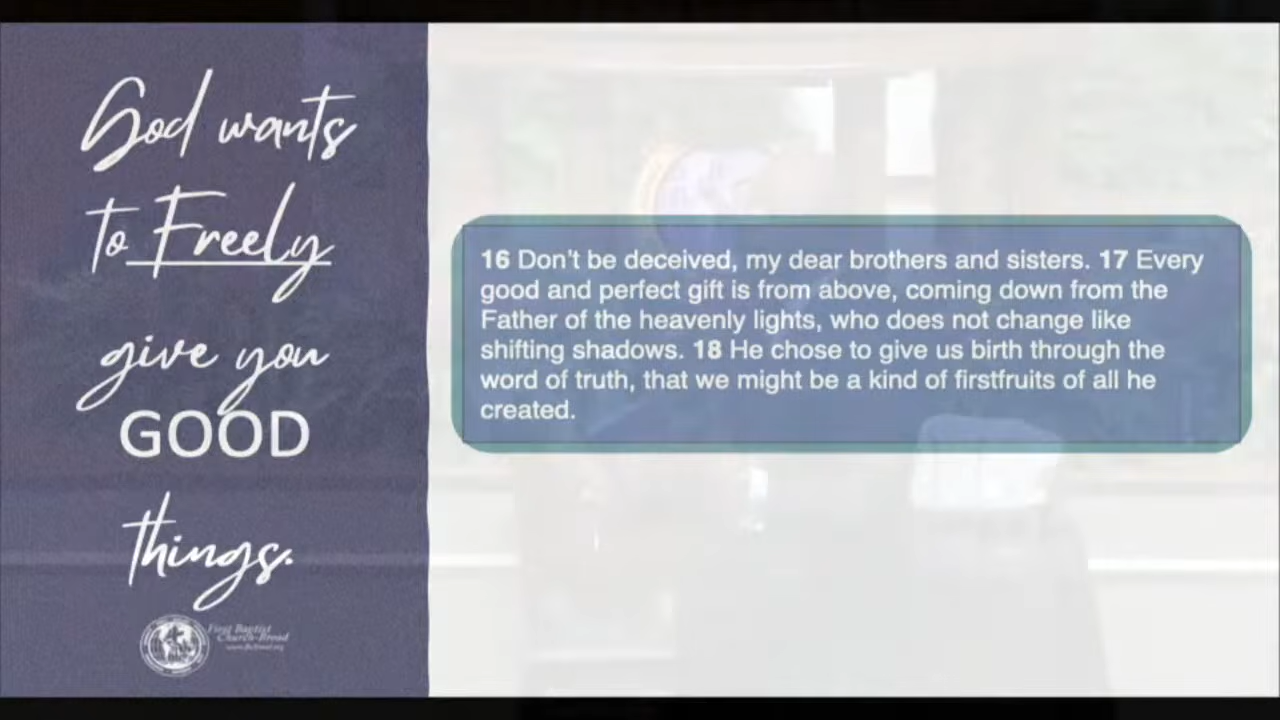 God wants
to Freely
give you
GOOD
things.
First Baptist
Church-Broad
16 Don't be deceived, my dear brothers and sisters. 17 Every
good and perfect gift is from above, coming down from the
Father of the heavenly lights, who does not change like
shifting shadows. 18 He chose to give us birth through the
word of truth, that we might be a kind of firstfruits of all he
created.